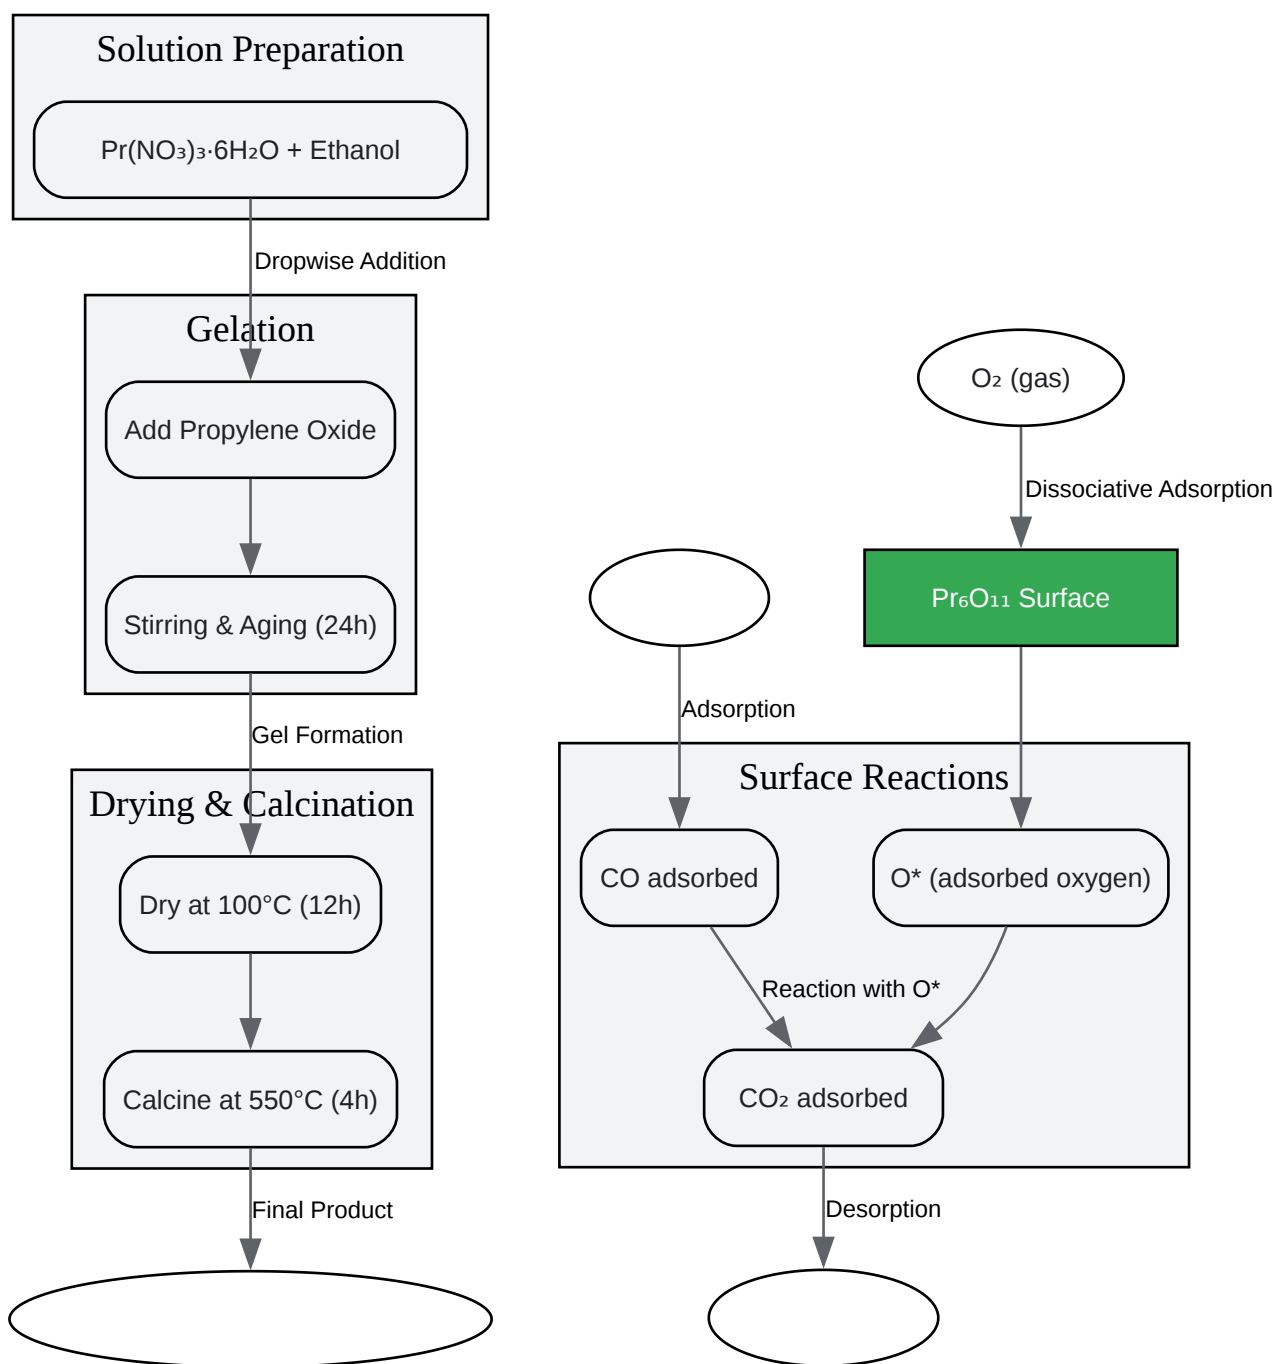 Solution Preparation
Pr(NO₃)₃·6H₂O + Ethanol
Dropwise Addition
Gelation
Add Propylene Oxide
Stirring & Aging (24h)
Gel Formation
Drying & Calcination
Dry at 100°C (12h)
Calcine at 550°C (4h)
Final Product
O₂ (gas)
Dissociative Adsorption
Pr₆O₁₁ Surface
Adsorption
Surface Reactions
CO adsorbed
O* (adsorbed oxygen)
Reaction with O*
CO₂ adsorbed
Desorption